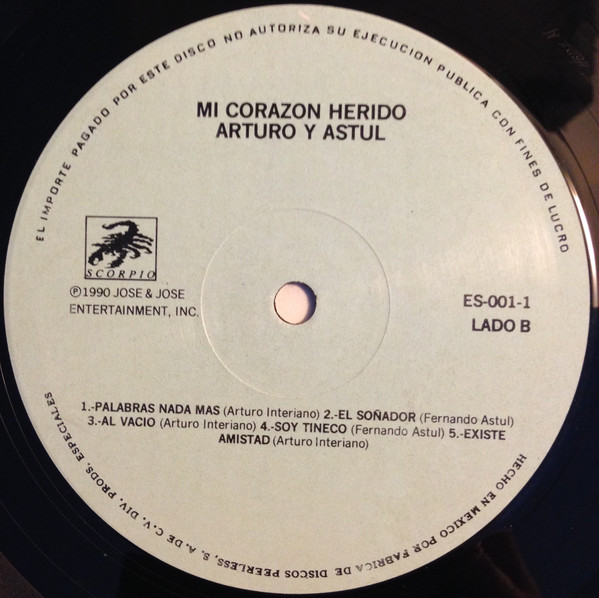 EL IMPORTE PAGADO POR ESTE DISCO NO AUTORIZA SU EJECUCION PUBLICA CON FINES DE LUCRO
MI CORAZON HERIDO
ARTURO Y ASTUL
SCORPIO
℗1990 JOSE & JOSE
ENTERTAINMENT, INC.
ES-001-1
LADO B
1.-PALABRAS NADA MAS (Arturo Interiano) 2.-EL SOÑADOR (Fernando Astul)
3.-AL VACIO (Arturo Interiano) 4.-SOY TINECO (Fernando Astul) 5.-EXISTE
AMISTAD (Arturo Interiano)
HECHO EN MEXICO POR FABRICA DE DISCOS PEERLESS, S. A. DE C. V. DIV. PRODS. ESPECIALES